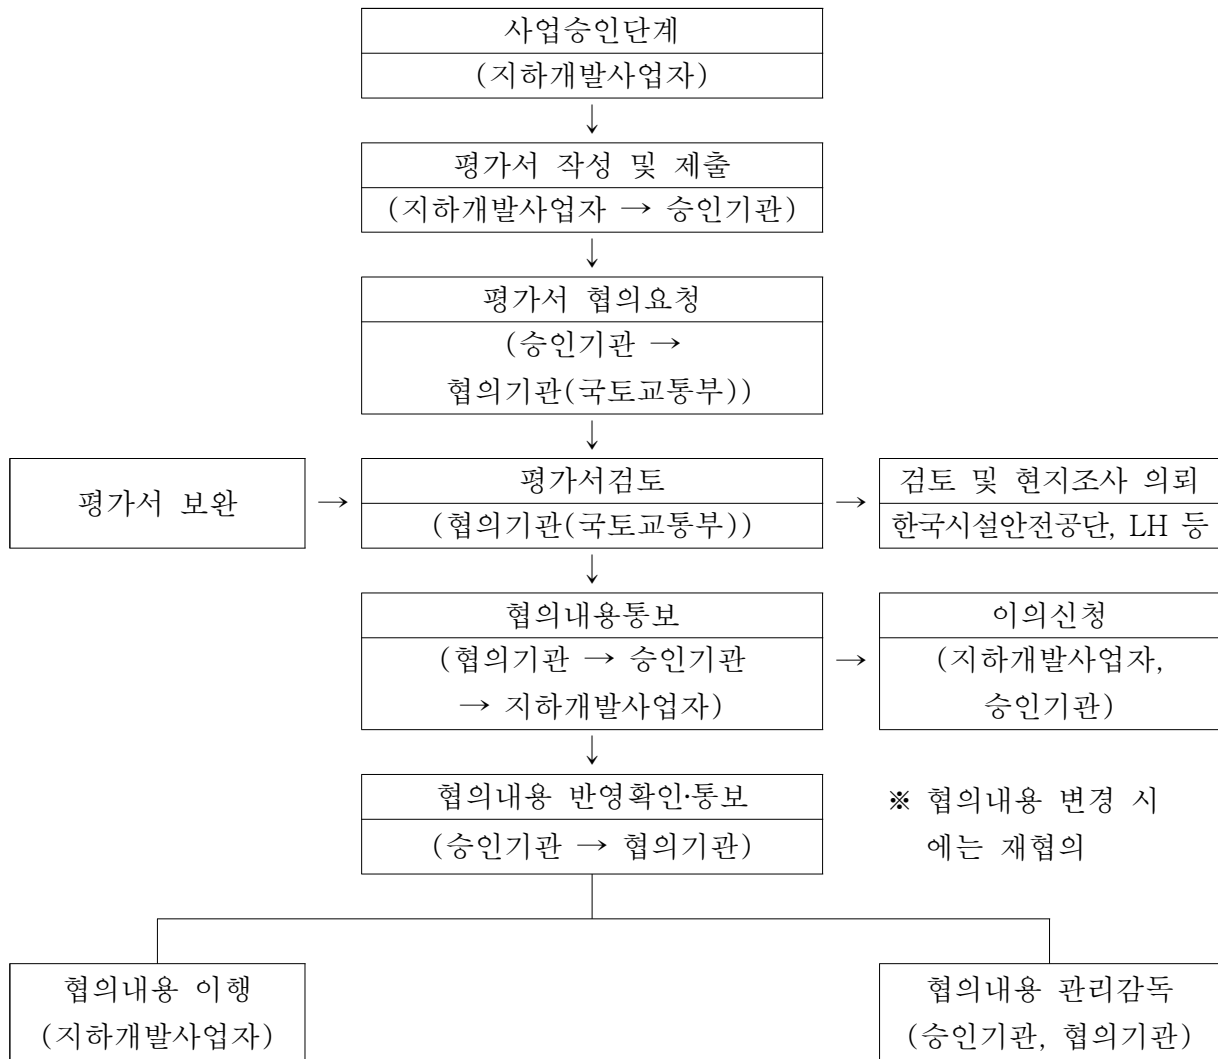 사업승인단계
(지하개발사업자)
↓
평가서 작성 및 제출
(지하개발사업자 → 승인기관)
↓
평가서 협의요청
(승인기관 →
협의기관(국토교통부))
↓
평가서 보완
→
평가서검토
(협의기관(국토교통부))
→
검토 및 현지조사 의뢰
한국시설안전공단, LH 등
↓
협의내용통보
(협의기관 → 승인기관
→ 지하개발사업자)
→
이의신청
(지하개발사업자,
승인기관)
↓
협의내용 반영확인·통보
(승인기관 → 협의기관)
※ 협의내용 변경 시
에는 재협의
협의내용 이행
(지하개발사업자)
협의내용 관리감독
(승인기관, 협의기관)